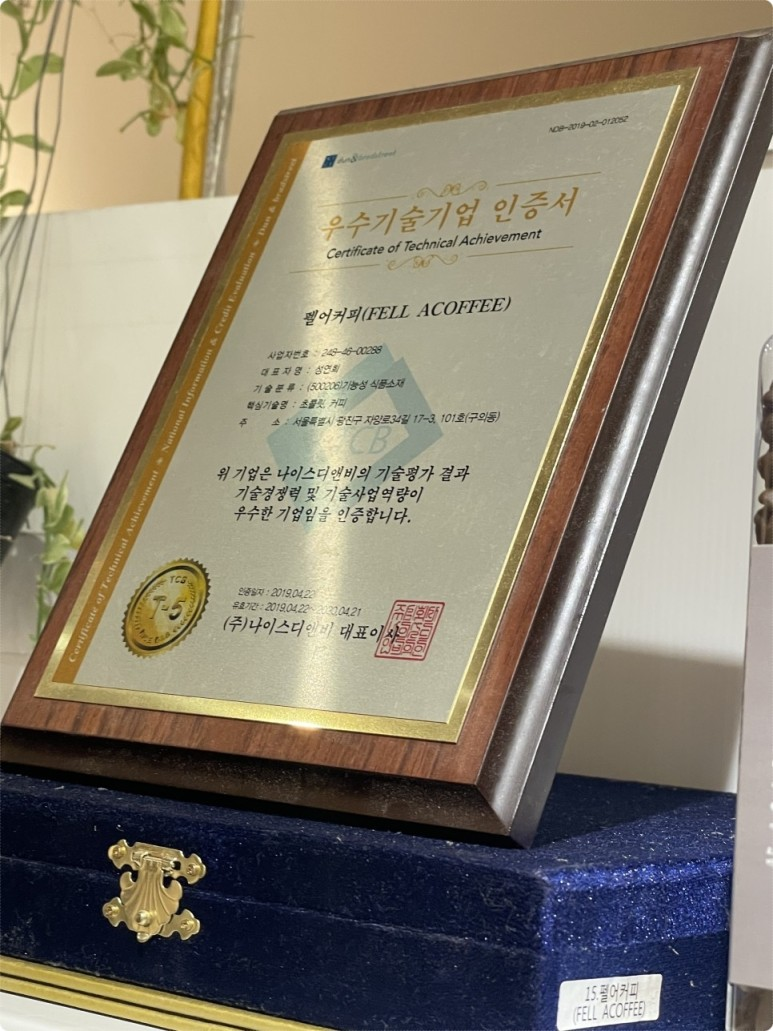 NDB-2019-02-012052
dun&bradstreet
우수기술기업 인증서
Certificate of Technical Achievement
펠어커피(FELL ACOFFEE)
사업자번호 : 248-46-00288
대 표 자 명 : 성연희
기 술 분 류 : (500206)기능성 식품소재
핵심기술명 : 초콜릿, 커피
주 소 : 서울특별시 광진구 자양로34길 17-3, 101호(구의동)
TCB
위 기업은 나이스디앤비의 기술평가 결과
기술경쟁력 및 기술사업역량이
우수한 기업임을 인증합니다.
인증일자 : 2019.04.22
유효기간 : 2019.04.22~2020.04.21
(주)나이스디앤비 대표이사
TCB
T-5
Certificate of Technical Achievement National Information & Credit Evaluation Dun & bradstreet
15.펠어커피
(FELL ACOFFEE)